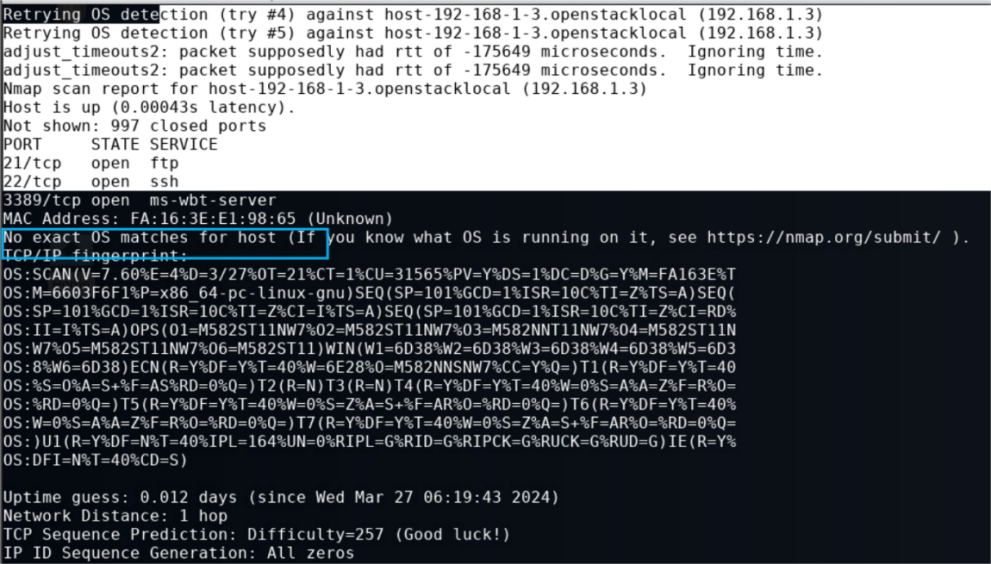 Retrying OS detection (try #4) against host-192-168-1-3.openstacklocal (192.168.1.3)
Retrying OS detection (try #5) against host-192-168-1-3.openstacklocal (192.168.1.3)
adjust_timeouts2: packet supposedly had rtt of -175649 microseconds.  Ignoring time.
adjust_timeouts2: packet supposedly had rtt of -175649 microseconds.  Ignoring time.
Nmap scan report for host-192-168-1-3.openstacklocal (192.168.1.3)
Host is up (0.00043s latency).
Not shown: 997 closed ports
PORT     STATE SERVICE
21/tcp   open  ftp
22/tcp   open  ssh
3389/tcp open  ms-wbt-server
MAC Address: FA:16:3E:E1:98:65 (Unknown)
No exact OS matches for host (If you know what OS is running on it, see https://nmap.org/submit/ ).
TCP/IP fingerprint:
OS:SCAN(V=7.60%E=4%D=3/27%OT=21%CT=1%CU=31565%PV=Y%DS=1%DC=D%G=Y%M=FA163E%T
OS:M=6603F6F1%P=x86_64-pc-linux-gnu)SEQ(SP=101%GCD=1%ISR=10C%TI=Z%TS=A)SEQ(
OS:SP=101%GCD=1%ISR=10C%TI=Z%CI=I%TS=A)SEQ(SP=101%GCD=1%ISR=10C%TI=Z%CI=RD%
OS:II=I%TS=A)OPS(O1=M582ST11NW7%O2=M582ST11NW7%O3=M582NNT11NW7%O4=M582ST11N
OS:W7%O5=M582ST11NW7%O6=M582ST11)WIN(W1=6D38%W2=6D38%W3=6D38%W4=6D38%W5=6D3
OS:8%W6=6D38)ECN(R=Y%DF=Y%T=40%W=6E28%O=M582NNSNW7%CC=Y%Q=)T1(R=Y%DF=Y%T=40
OS:%S=O%A=S+%F=AS%RD=0%Q=)T2(R=N)T3(R=N)T4(R=Y%DF=Y%T=40%W=0%S=A%A=Z%F=R%O=
OS:%RD=0%Q=)T5(R=Y%DF=Y%T=40%W=0%S=Z%A=S+%F=AR%O=%RD=0%Q=)T6(R=Y%DF=Y%T=40%
OS:W=0%S=A%A=Z%F=R%O=%RD=0%Q=)T7(R=Y%DF=Y%T=40%W=0%S=Z%A=S+%F=AR%O=%RD=0%Q=
OS:)U1(R=Y%DF=N%T=40%IPL=164%UN=0%RIPL=G%RID=G%RIPCK=G%RUCK=G%RUD=G)IE(R=Y%
OS:DFI=N%T=40%CD=S)
Uptime guess: 0.012 days (since Wed Mar 27 06:19:43 2024)
Network Distance: 1 hop
TCP Sequence Prediction: Difficulty=257 (Good luck!)
IP ID Sequence Generation: All zeros